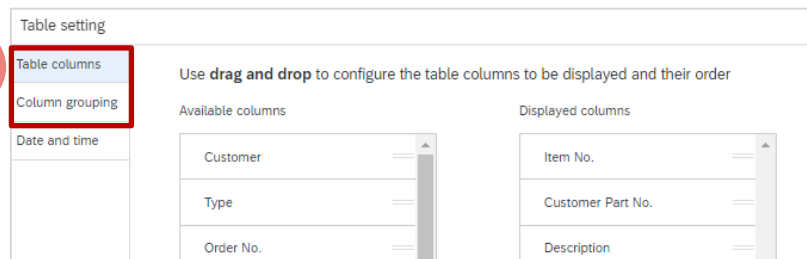 Table setting
Table columns
Column grouping
Date and time
Use drag and drop to configure the table columns to be displayed and their order
Available columns
Customer
Type
Order No.
Displayed columns
Item No.
Customer Part No.
Description